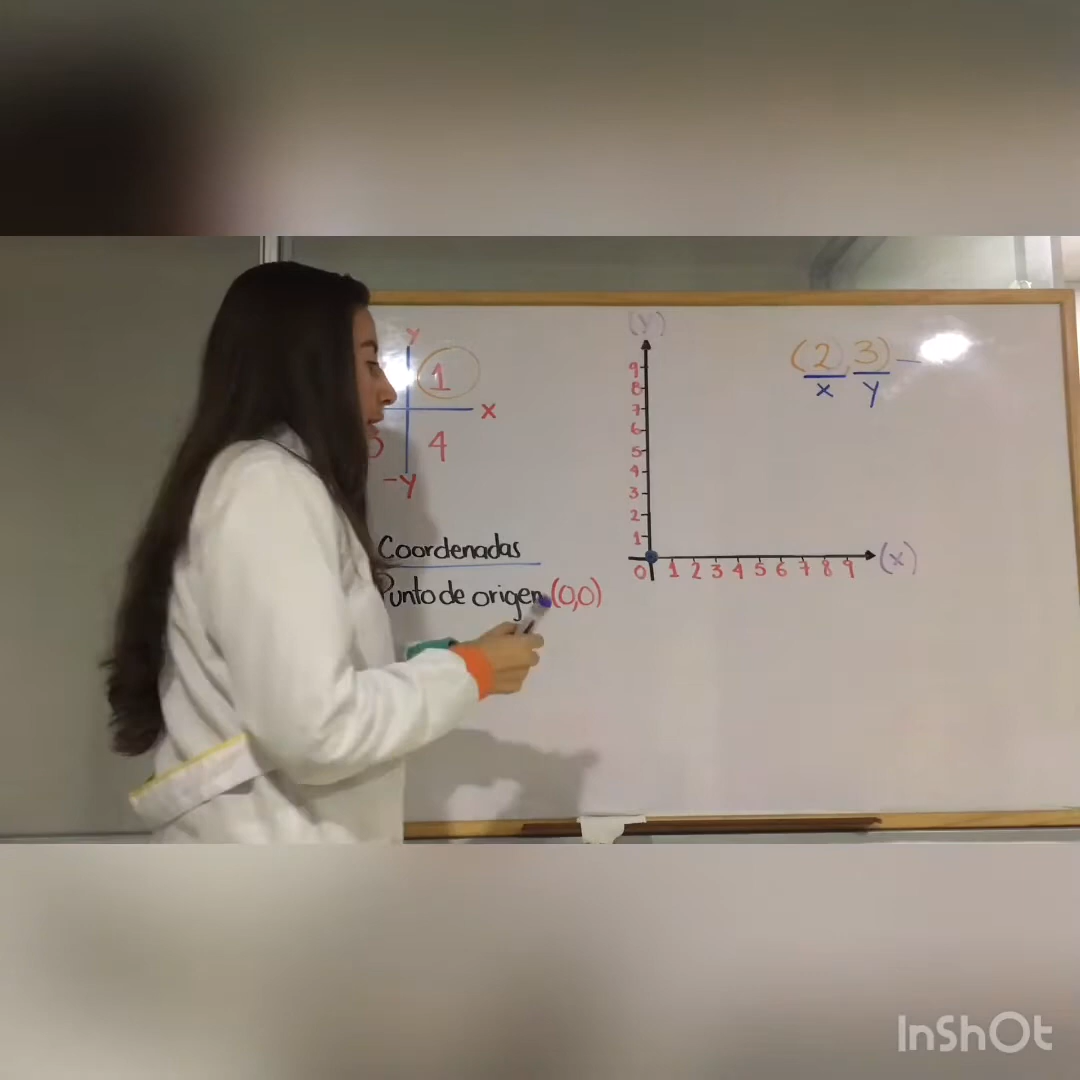 Y
1
X
4
-Y
Coordenadas
Punto de origen (0,0)
(Y)
9
8
7
6
5
4
3
2
1
0 1 2 3 4 5 6 7 8 9 (X)
(2,3)
X Y
InShOt